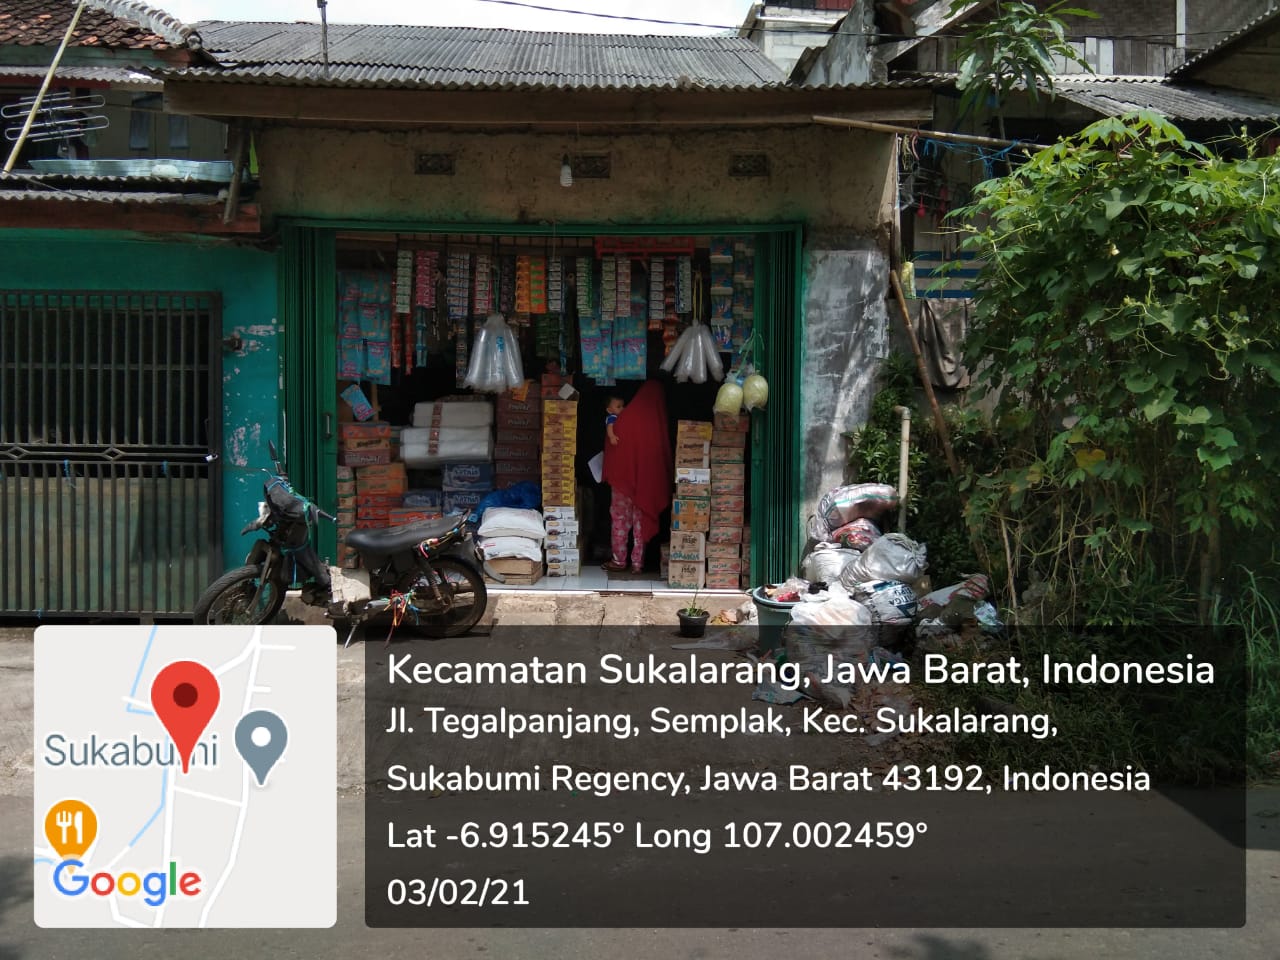 Kecamatan Sukalarang, Jawa Barat, Indonesia
Jl. Tegalpanjang, Semplak, Kec. Sukalarang,
Sukabumi Regency, Jawa Barat 43192, Indonesia
Lat -6.915245° Long 107.002459°
03/02/21
Sukabumi
Google